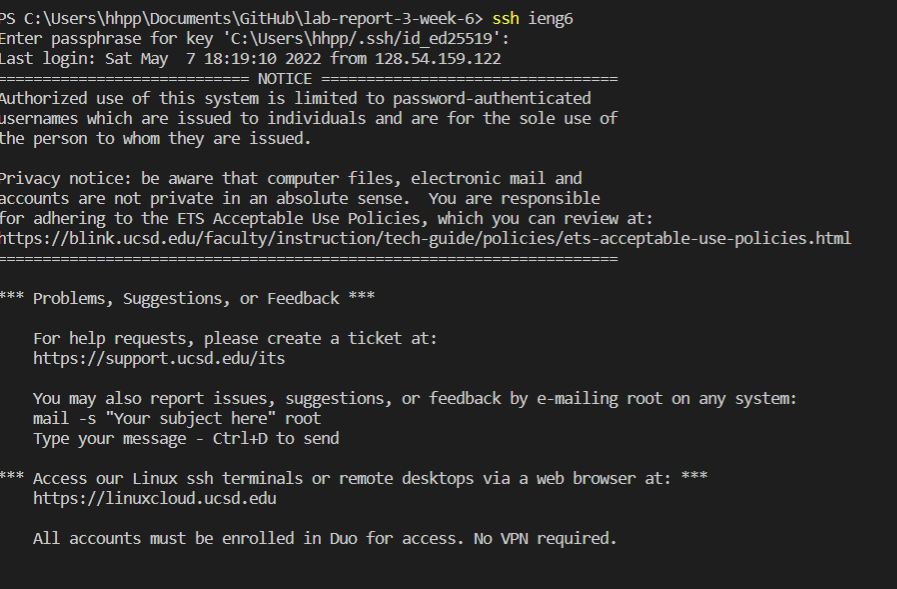 PS C:\Users\hhpp\Documents\GitHub\lab-report-3-week-6> ssh ieng6
Enter passphrase for key 'C:\Users\hhpp/.ssh/id_ed25519':
Last login: Sat May  7 18:19:10 2022 from 128.54.159.122
============================ NOTICE =================================
Authorized use of this system is limited to password-authenticated
usernames which are issued to individuals and are for the sole use of
the person to whom they are issued.

Privacy notice: be aware that computer files, electronic mail and
accounts are not private in an absolute sense.  You are responsible
for adhering to the ETS Acceptable Use Policies, which you can review at:
https://blink.ucsd.edu/faculty/instruction/tech-guide/policies/ets-acceptable-use-policies.html
=====================================================================

*** Problems, Suggestions, or Feedback ***

    For help requests, please create a ticket at:
    https://support.ucsd.edu/its

    You may also report issues, suggestions, or feedback by e-mailing root on any system:
    mail -s "Your subject here" root
    Type your message - Ctrl+D to send

*** Access our Linux ssh terminals or remote desktops via a web browser at: ***
    https://linuxcloud.ucsd.edu

    All accounts must be enrolled in Duo for access. No VPN required.